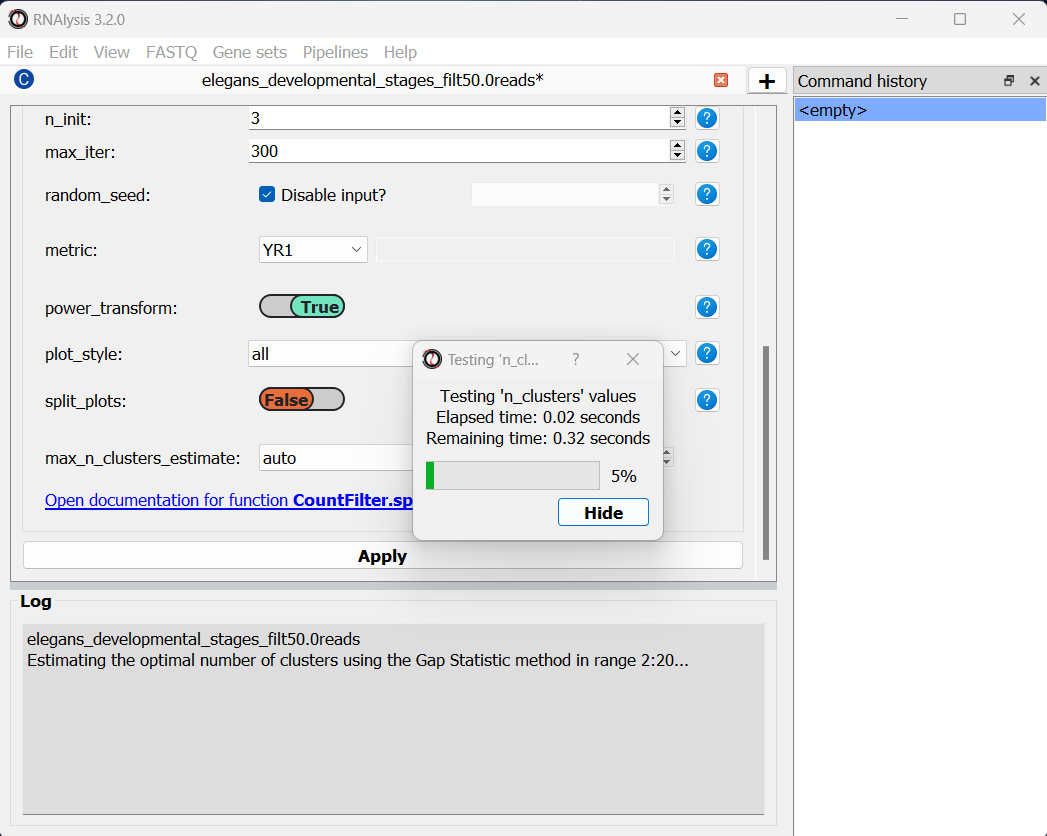 RNAlysis 3.2.0
File Edit View FASTQ Gene sets Pipelines Help
C elegans_developmental_stages_filt50.0reads* +
Command history
<empty>
n_init: 3 ?
max_iter: 300 ?
random_seed: Disable input? ?
metric: YR1 ?
power_transform: True ?
plot_style: all ?
split_plots: False ?
max_n_clusters_estimate: auto
Open documentation for function CountFilter.sp
Apply
Testing 'n_cl... ?
Testing 'n_clusters' values
Elapsed time: 0.02 seconds
Remaining time: 0.32 seconds
5%
Hide
Log
elegans_developmental_stages_filt50.0reads
Estimating the optimal number of clusters using the Gap Statistic method in range 2:20...